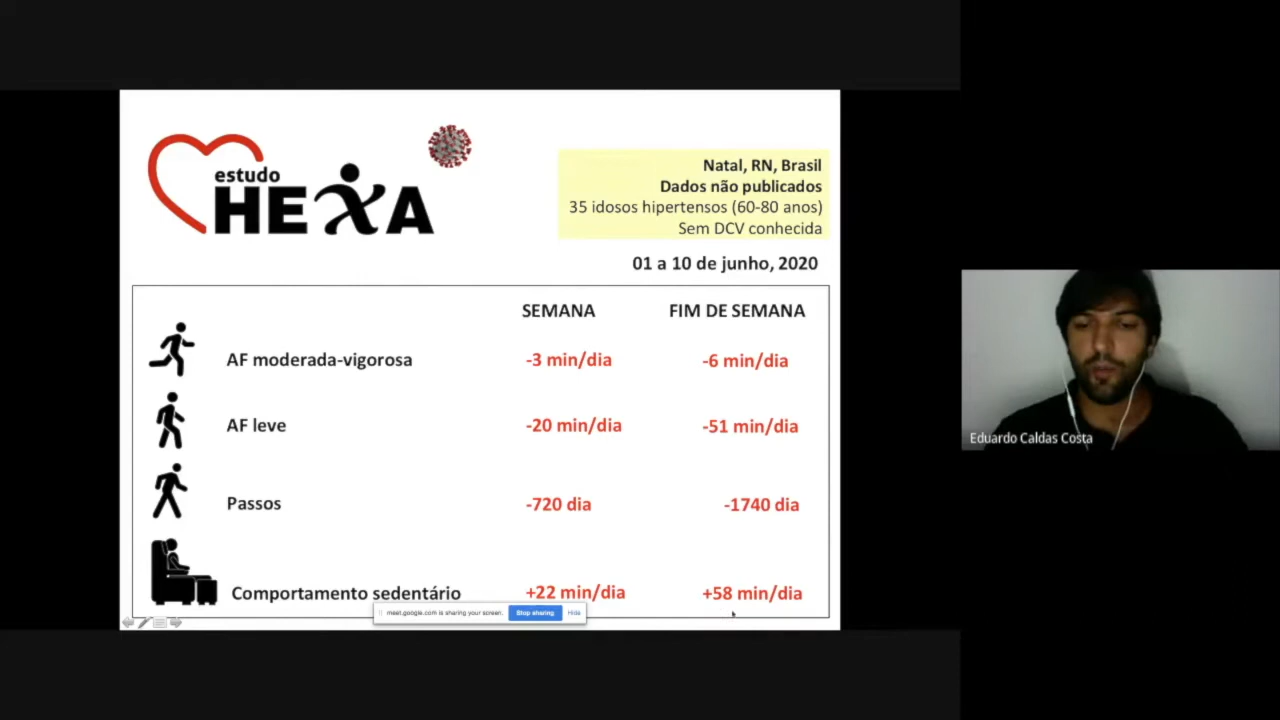 estudo
HEXA
Natal, RN, Brasil
Dados não publicados
35 idosos hipertensos (60-80 anos)
Sem DCV conhecida
01 a 10 de junho, 2020
SEMANA FIM DE SEMANA
AF moderada-vigorosa -3 min/dia -6 min/dia
AF leve -20 min/dia -51 min/dia
Passos -720 dia -1740 dia
Comportamento sedentário +22 min/dia +58 min/dia
meet.google.com is sharing your screen. Stop sharing Hide
Eduardo Caldas Costa